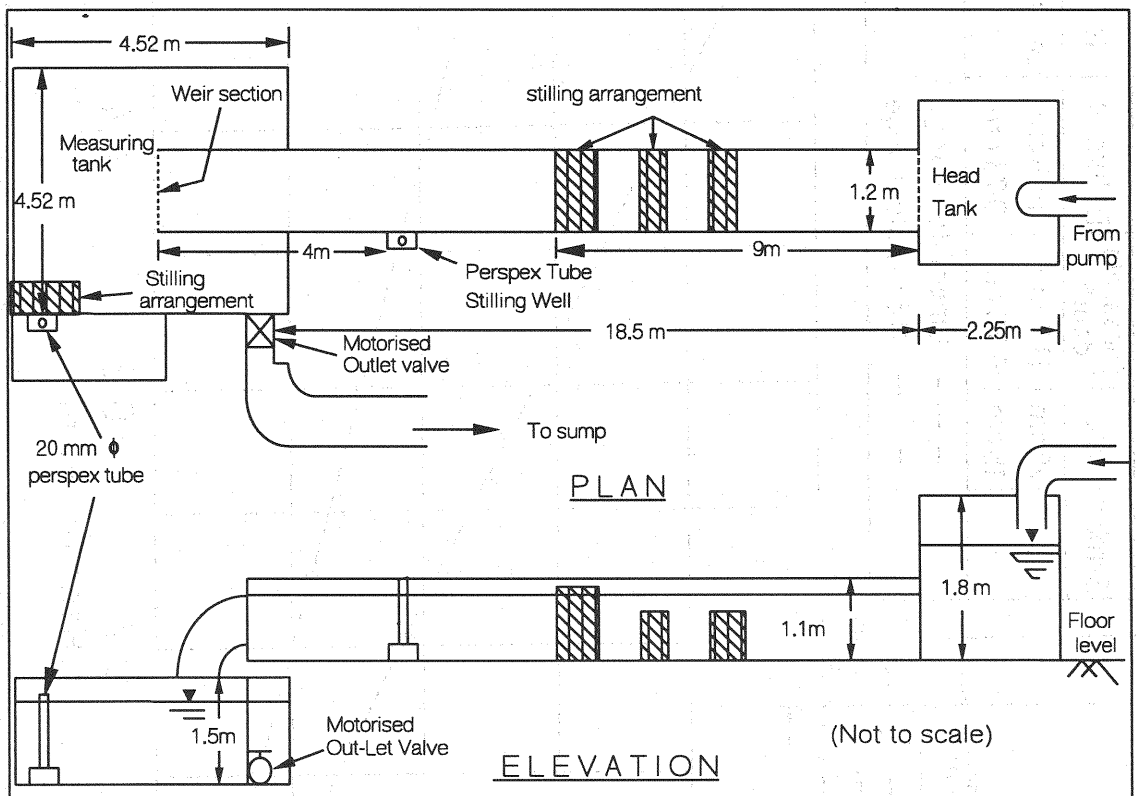 4.52 m
Weir section
stilling arrangement
Measuring
tank
4.52 m
1.2 m
Head
Tank
4m
9m
From
pump
Perspex Tube
Stilling Well
Stilling
arrangement
18.5 m
2.25m
Motorised
Outlet valve
To sump
20 mm ϕ
perspex tube
PLAN
1.8 m
1.1m
Floor
level
1.5m
Motorised
Out-Let Valve
(Not to scale)
ELEVATION